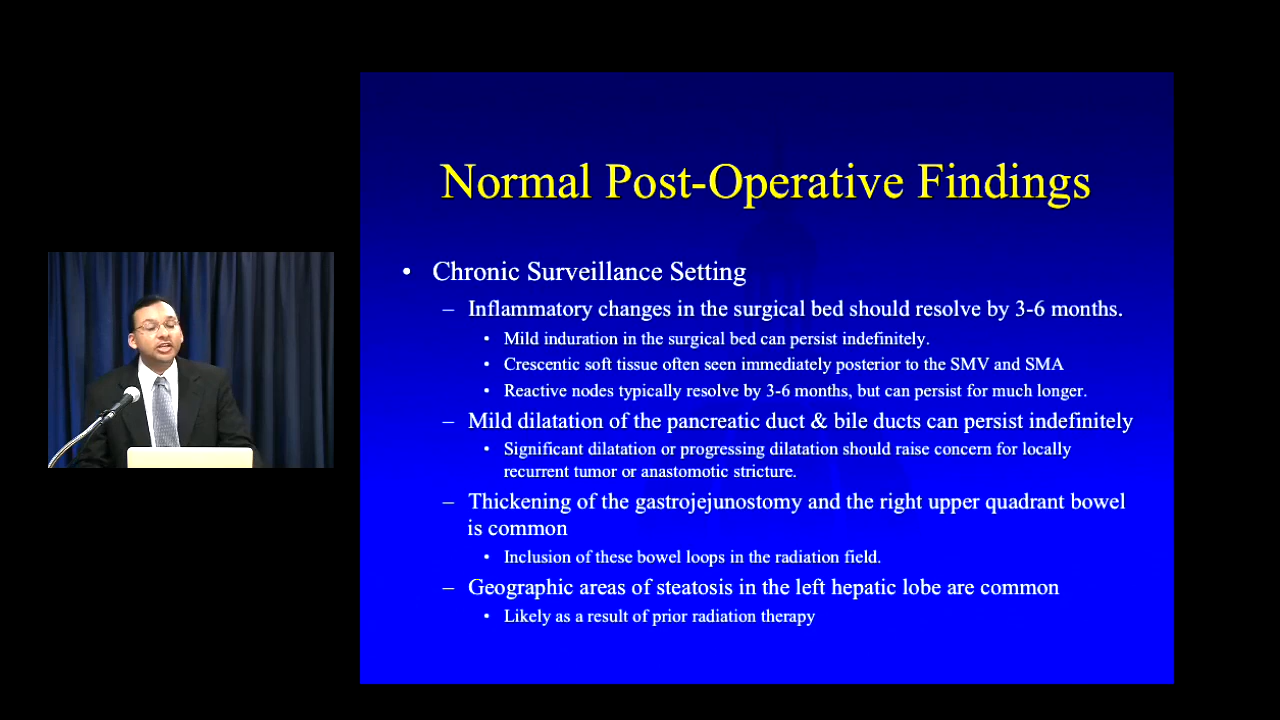 Normal Post-Operative Findings
• Chronic Surveillance Setting
– Inflammatory changes in the surgical bed should resolve by 3-6 months.
• Mild induration in the surgical bed can persist indefinitely.
• Crescentic soft tissue often seen immediately posterior to the SMV and SMA
• Reactive nodes typically resolve by 3-6 months, but can persist for much longer.
– Mild dilatation of the pancreatic duct & bile ducts can persist indefinitely
• Significant dilatation or progressing dilatation should raise concern for locally
recurrent tumor or anastomotic stricture.
– Thickening of the gastrojejunostomy and the right upper quadrant bowel
is common
• Inclusion of these bowel loops in the radiation field.
– Geographic areas of steatosis in the left hepatic lobe are common
• Likely as a result of prior radiation therapy